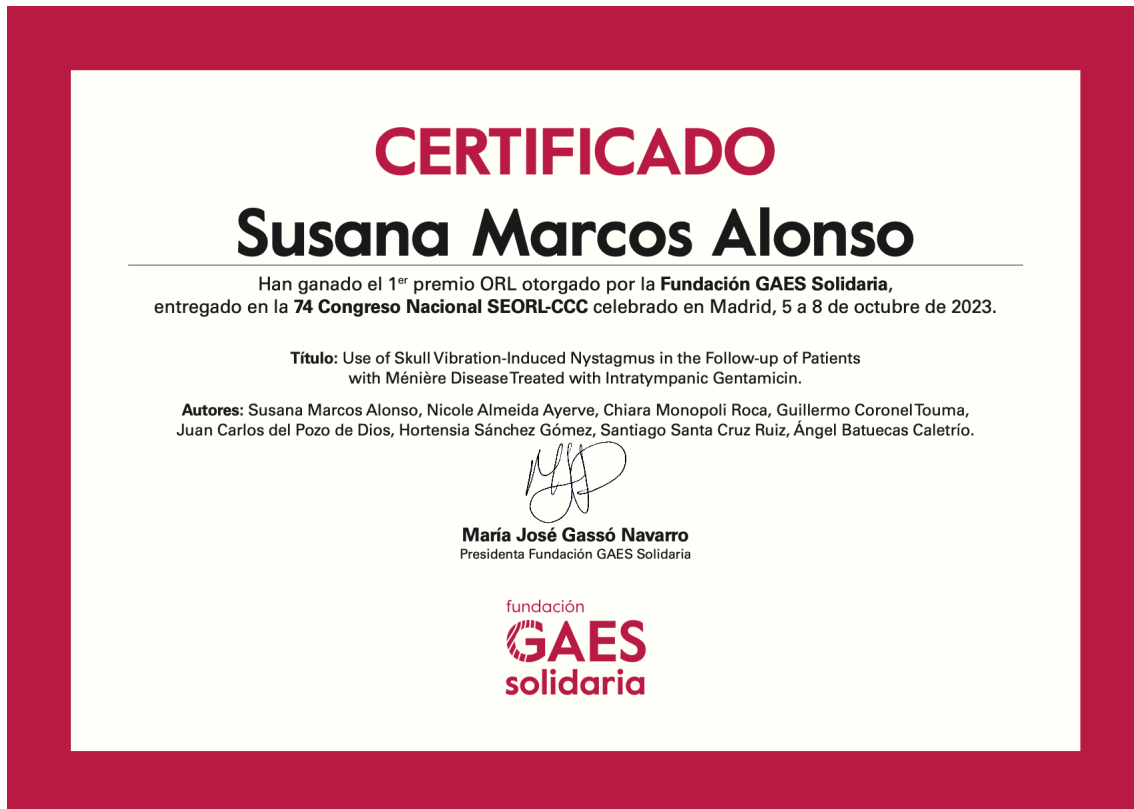 CERTIFICADO
Susana Marcos Alonso
Han ganado el 1er premio ORL otorgado por la Fundación GAES Solidaria,
entregado en la 74 Congreso Nacional SEORL-CCC celebrado en Madrid, 5 a 8 de octubre de 2023.
Título: Use of Skull Vibration-Induced Nystagmus in the Follow-up of Patients
with Ménière Disease Treated with Intratympanic Gentamicin.
Autores: Susana Marcos Alonso, Nicole Almeida Ayerve, Chiara Monopoli Roca, Guillermo Coronel Touma,
Juan Carlos del Pozo de Dios, Hortensia Sánchez Gómez, Santiago Santa Cruz Ruiz, Ángel Batuecas Caletrío.
María José Gassó Navarro
Presidenta Fundación GAES Solidaria
fundación
GAES
solidaria